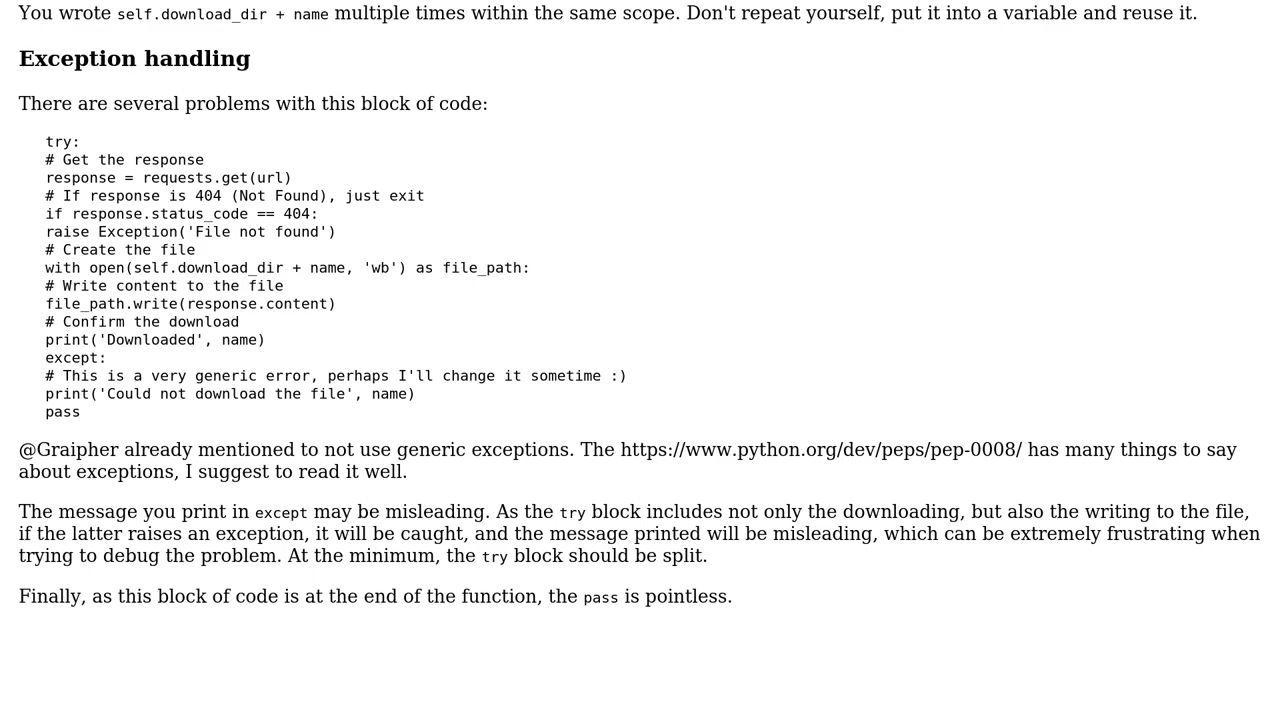 You wrote self.download_dir + name multiple times within the same scope. Don't repeat yourself, put it into a variable and reuse it.
Exception handling
There are several problems with this block of code:
try:
# Get the response
response = requests.get(url)
# If response is 404 (Not Found), just exit
if response.status_code == 404:
raise Exception('File not found')
# Create the file
with open(self.download_dir + name, 'wb') as file_path:
# Write content to the file
file_path.write(response.content)
# Confirm the download
print('Downloaded', name)
except:
# This is a very generic error, perhaps I'll change it sometime :)
print('Could not download the file', name)
pass
@Graipher already mentioned to not use generic exceptions. The https://www.python.org/dev/peps/pep-0008/ has many things to say
about exceptions, I suggest to read it well.
The message you print in except may be misleading. As the try block includes not only the downloading, but also the writing to the file,
if the latter raises an exception, it will be caught, and the message printed will be misleading, which can be extremely frustrating when
trying to debug the problem. At the minimum, the try block should be split.
Finally, as this block of code is at the end of the function, the pass is pointless.